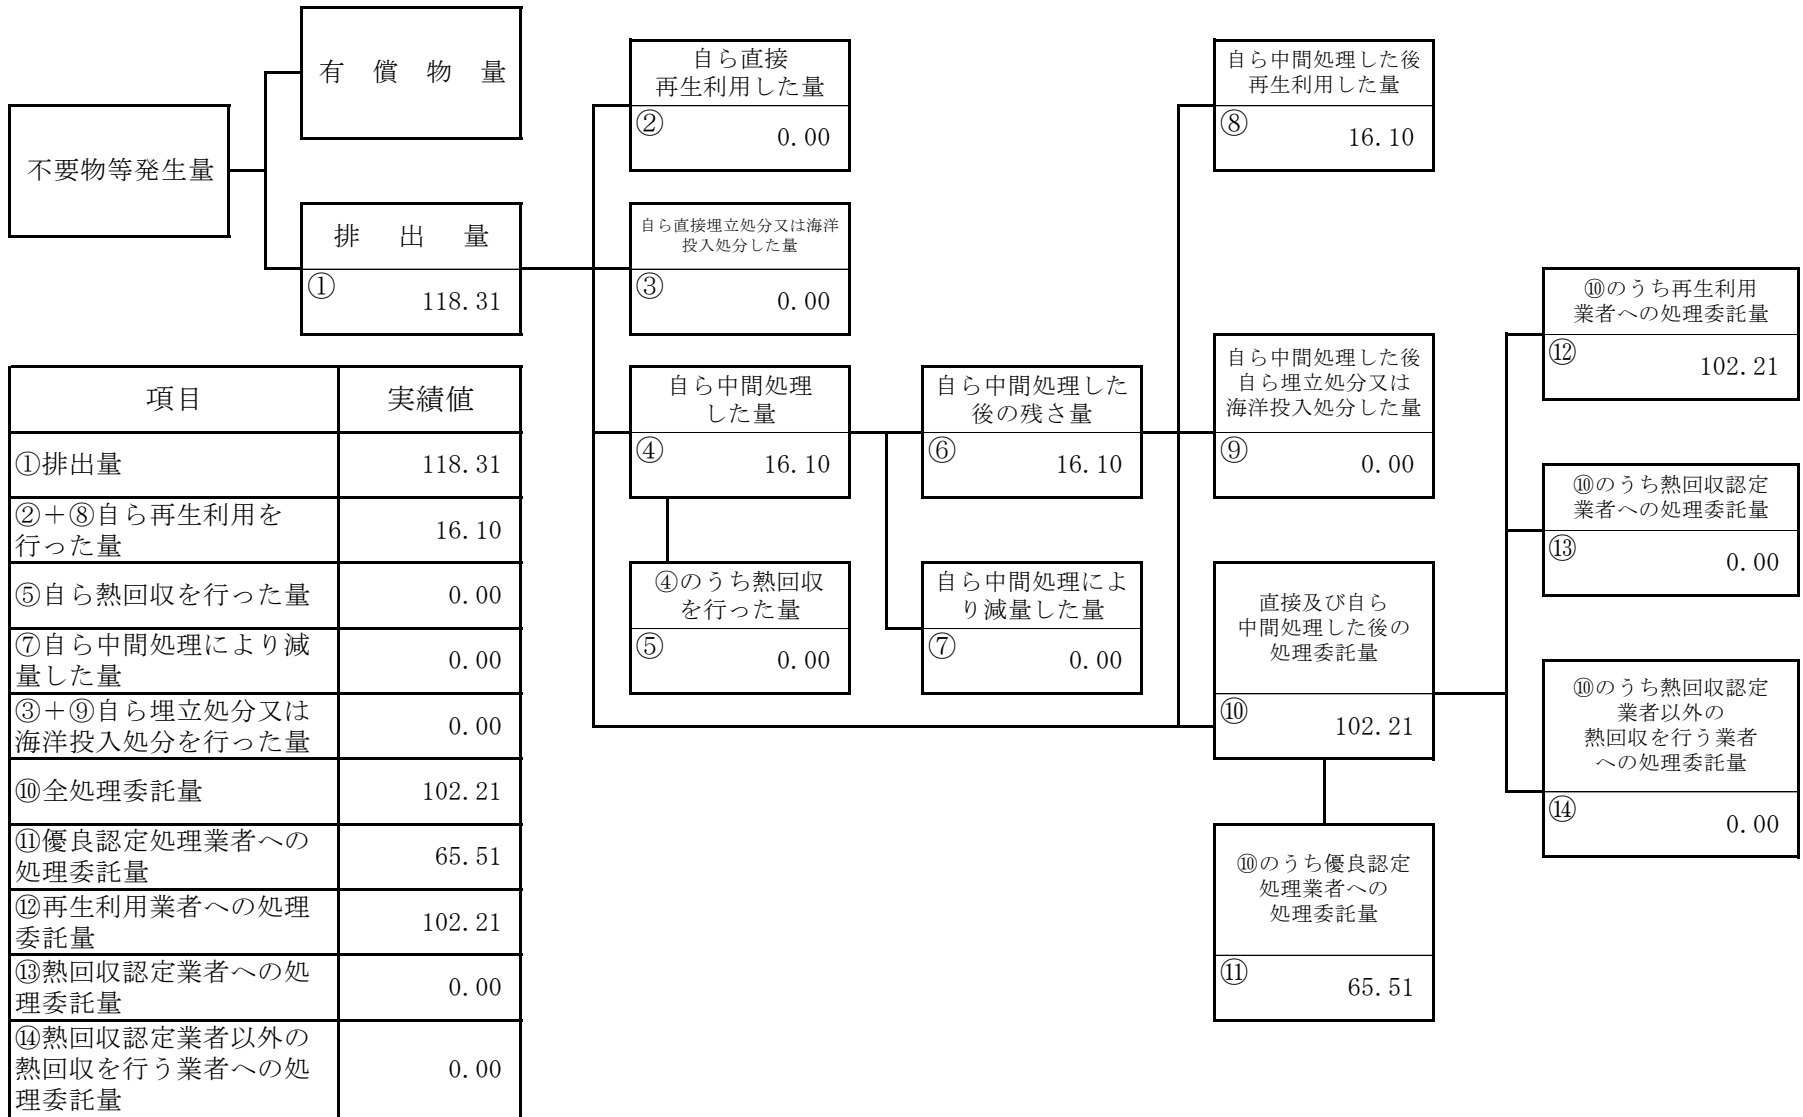 有　償　物　量
不要物等発生量
排　出　量
①
118.31
自ら直接
再生利用した量
②
0.00
自ら直接埋立処分又は海洋
投入処分した量
③
0.00
自ら中間処理
した量
④
16.10
④のうち熱回収
を行った量
⑤
0.00
自ら中間処理した
後の残さ量
⑥
16.10
自ら中間処理によ
り減量した量
⑦
0.00
自ら中間処理した後
再生利用した量
⑧
16.10
自ら中間処理した後
自ら埋立処分又は
海洋投入処分した量
⑨
0.00
直接及び自ら
中間処理した後の
処理委託量
⑩
102.21
⑩のうち優良認定
処理業者への
処理委託量
⑪
65.51
⑩のうち再生利用
業者への処理委託量
⑫
102.21
⑩のうち熱回収認定
業者への処理委託量
⑬
0.00
⑩のうち熱回収認定
業者以外の
熱回収を行う業者
への処理委託量
⑭
0.00
項目 実績値
①排出量 118.31
②＋⑧自ら再生利用を
行った量 16.10
⑤自ら熱回収を行った量 0.00
⑦自ら中間処理により減
量した量 0.00
③＋⑨自ら埋立処分又は
海洋投入処分を行った量 0.00
⑩全処理委託量 102.21
⑪優良認定処理業者への
処理委託量 65.51
⑫再生利用業者への処理
委託量 102.21
⑬熱回収認定業者への処
理委託量 0.00
⑭熱回収認定業者以外の
熱回収を行う業者への処
理委託量 0.00